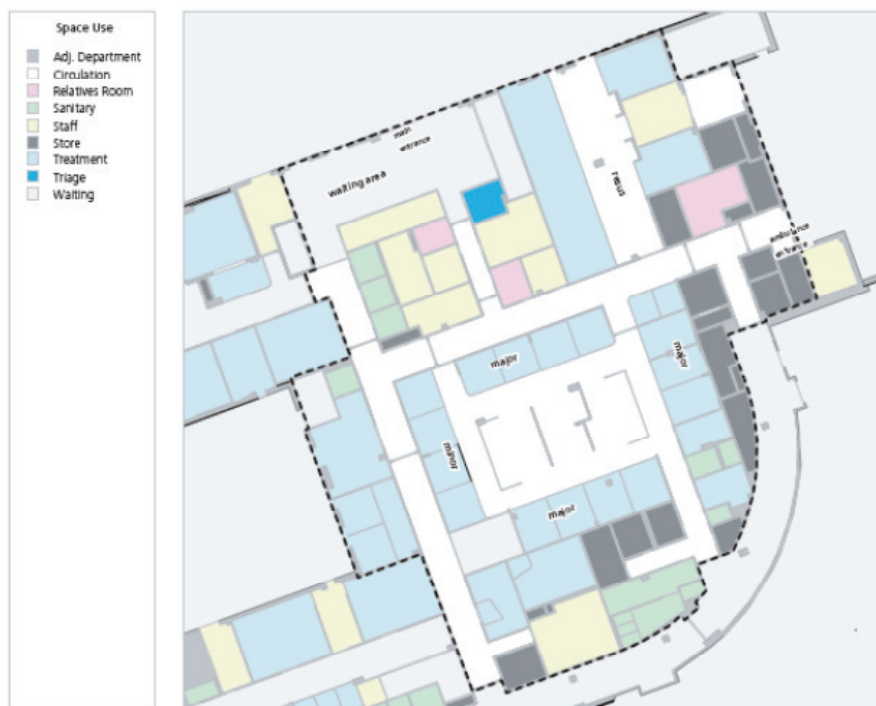 Space Use
Adj. Department
Circulation
Relatives Room
Sanitary
Staff
Store
Treatment
Triage
Waiting
main
entrance
waiting area
resus
ambulance
entrance
major
major
minor
major